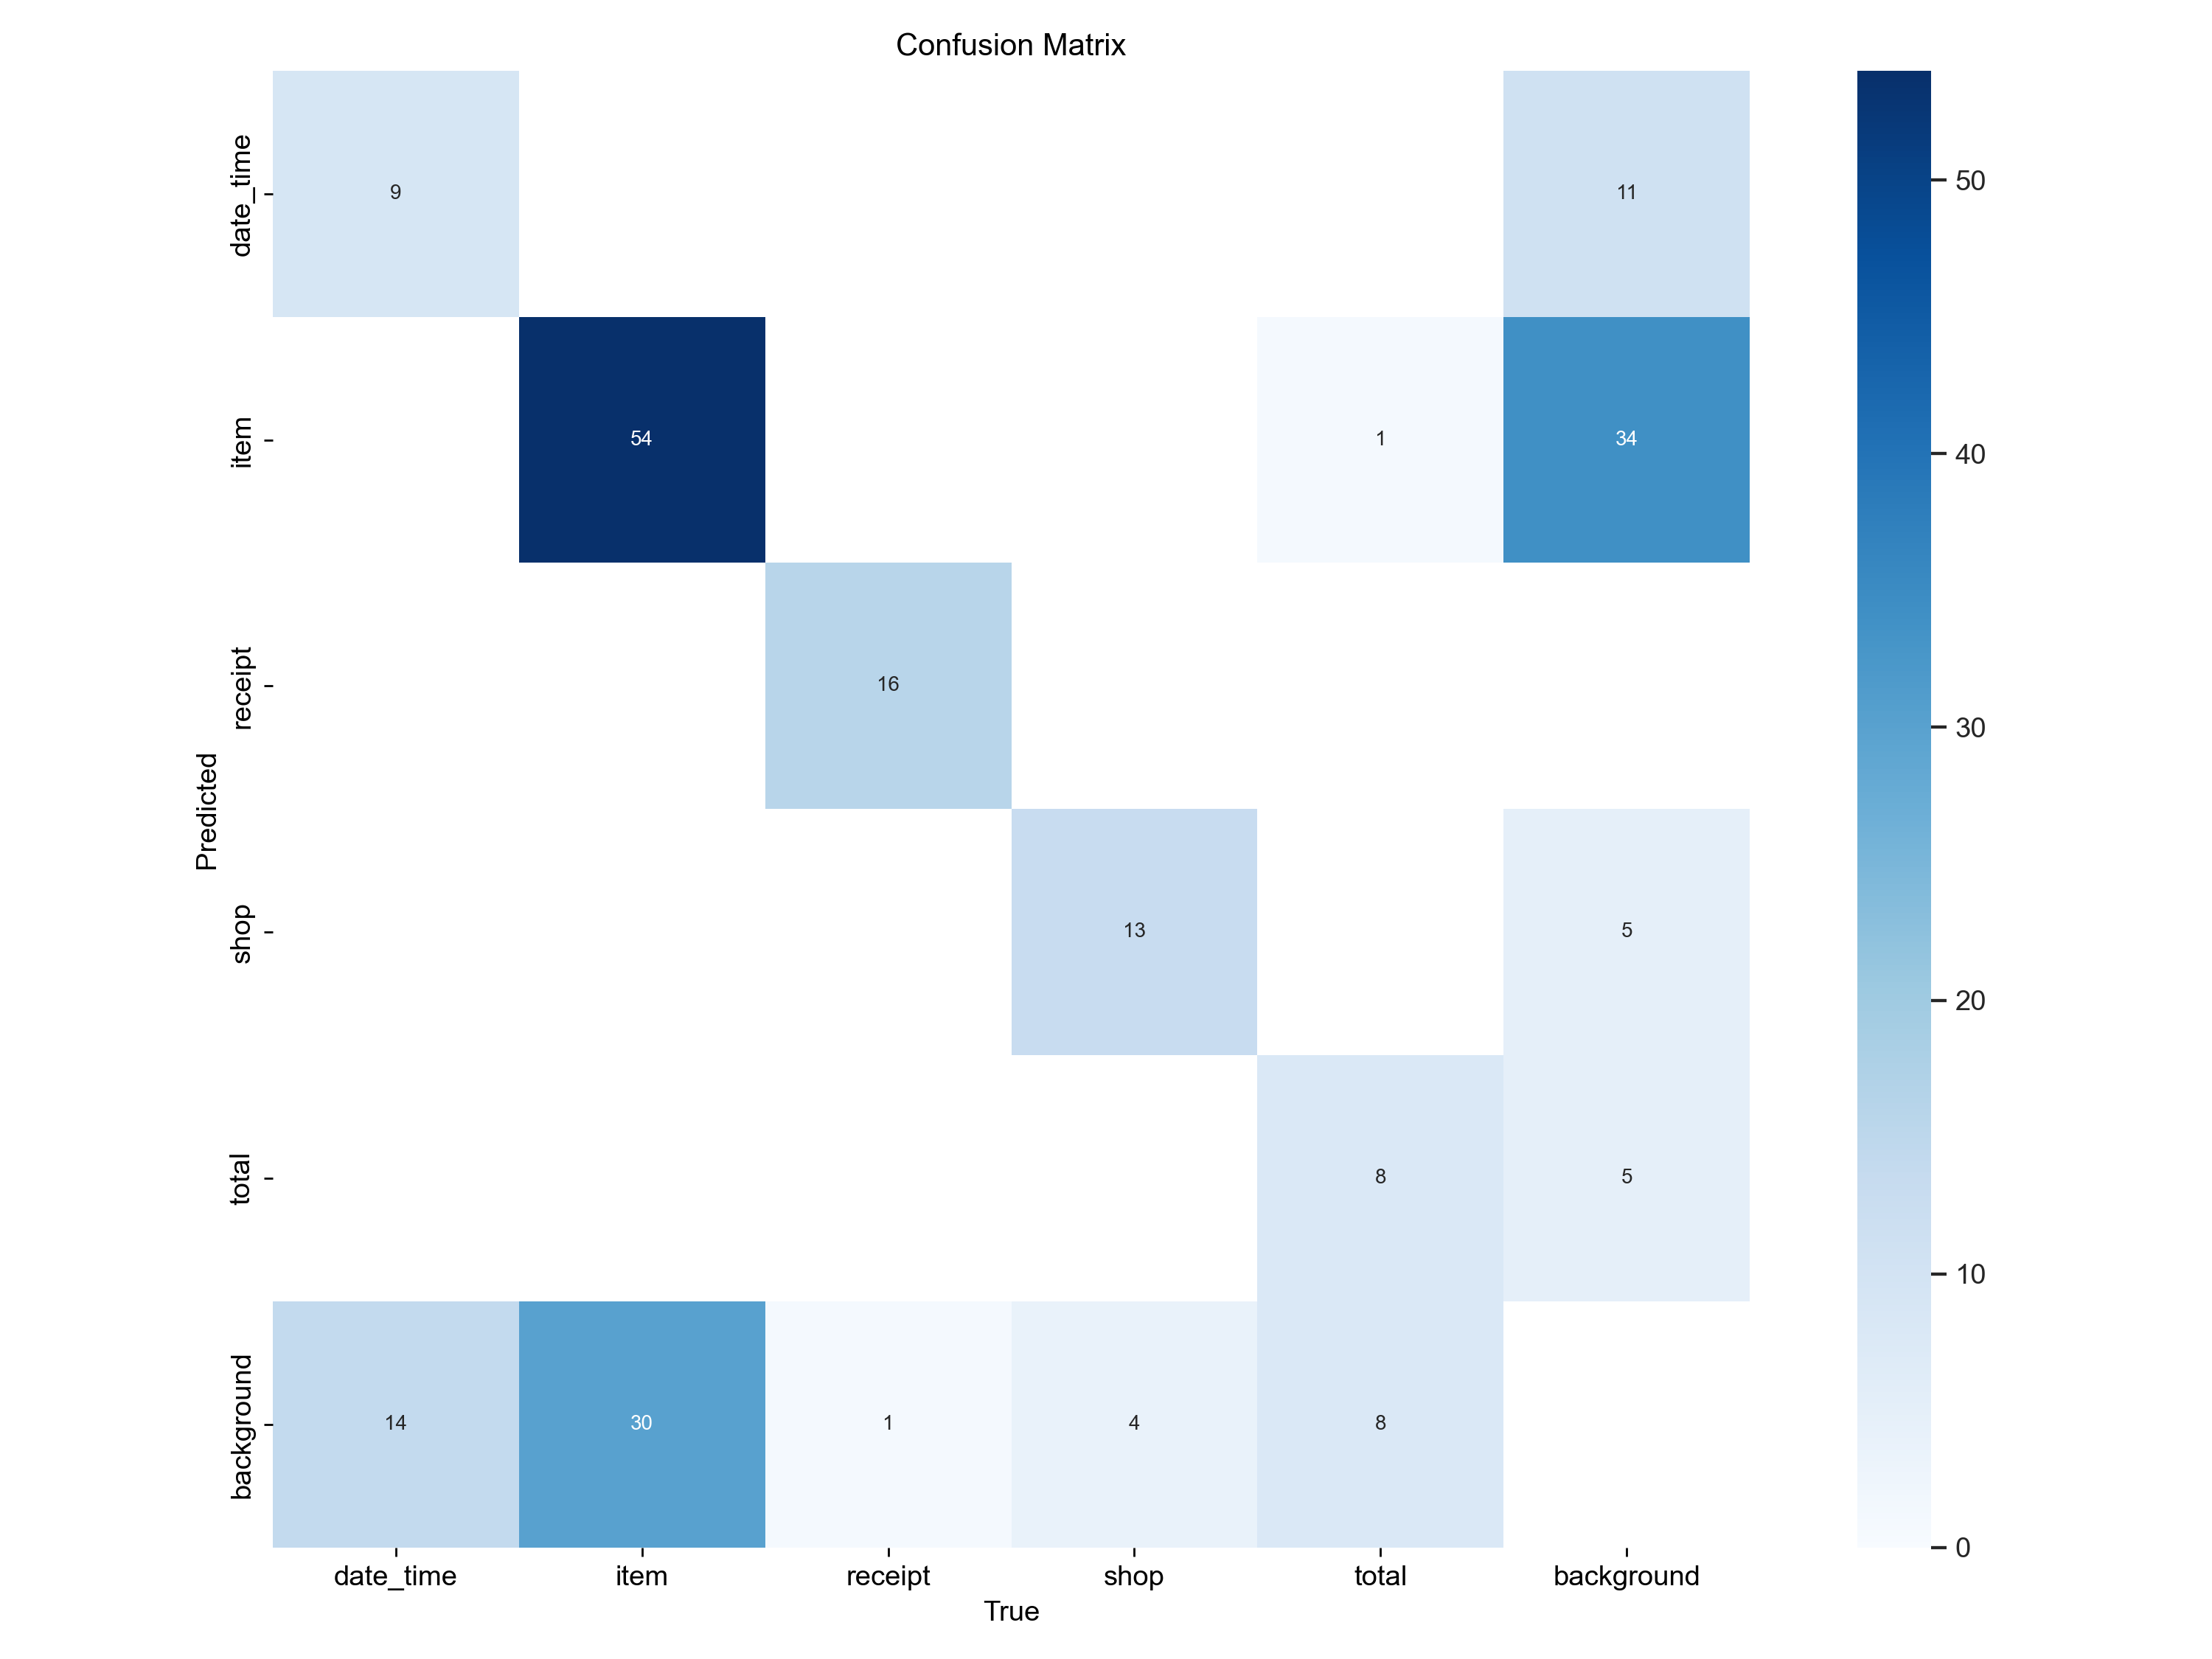 Confusion Matrix
date_time
9
11
50
item
54
1
34
40
receipt
16
30
Predicted
shop
13
5
20
total
8
5
10
background
14
30
1
4
8
0
date_time
item
receipt
shop
total
background
True